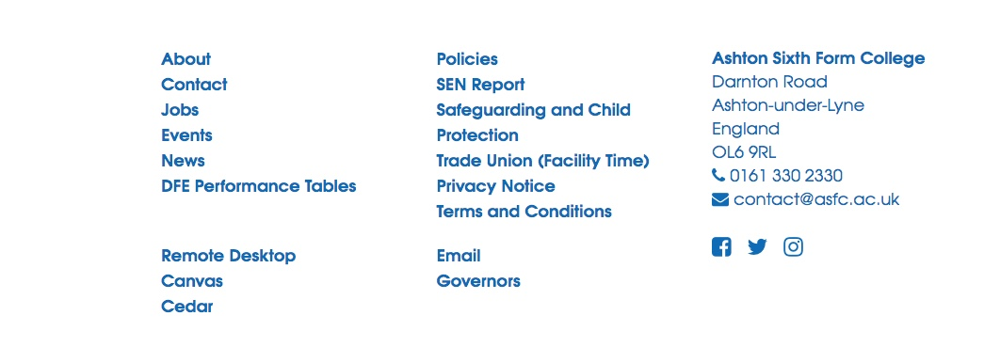 About
Contact
Jobs
Events
News
DFE Performance Tables
Remote Desktop
Canvas
Cedar
Policies
SEN Report
Safeguarding and Child
Protection
Trade Union (Facility Time)
Privacy Notice
Terms and Conditions
Email
Governors
Ashton Sixth Form College
Darnton Road
Ashton-under-Lyne
England
OL6 9RL
0161 330 2330
contact@asfc.ac.uk